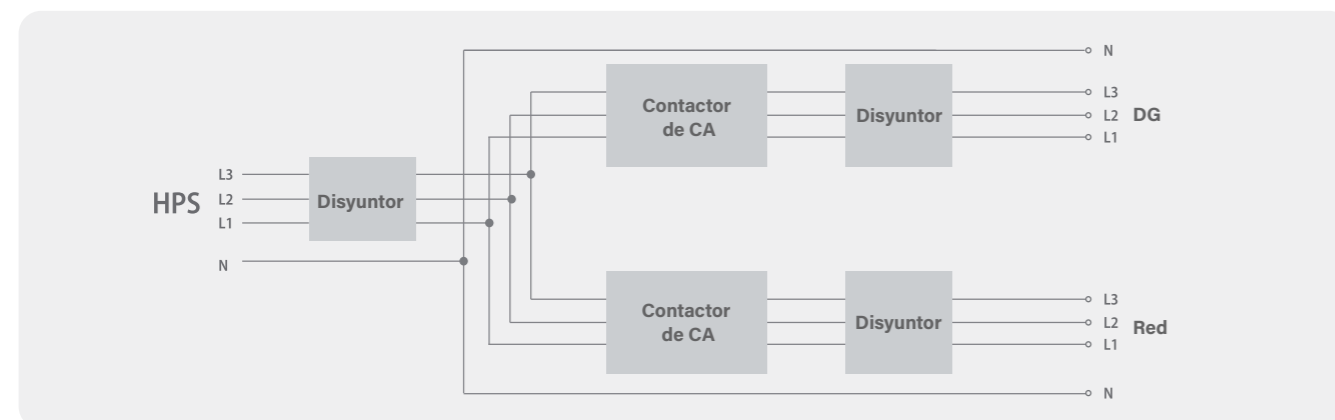 N
Contactor
de CA
Disyuntor
L3
L2 DG
L1
HPS
L3
L2
L1
N
Disyuntor
Contactor
de CA
Disyuntor
L3
L2 Red
L1
N